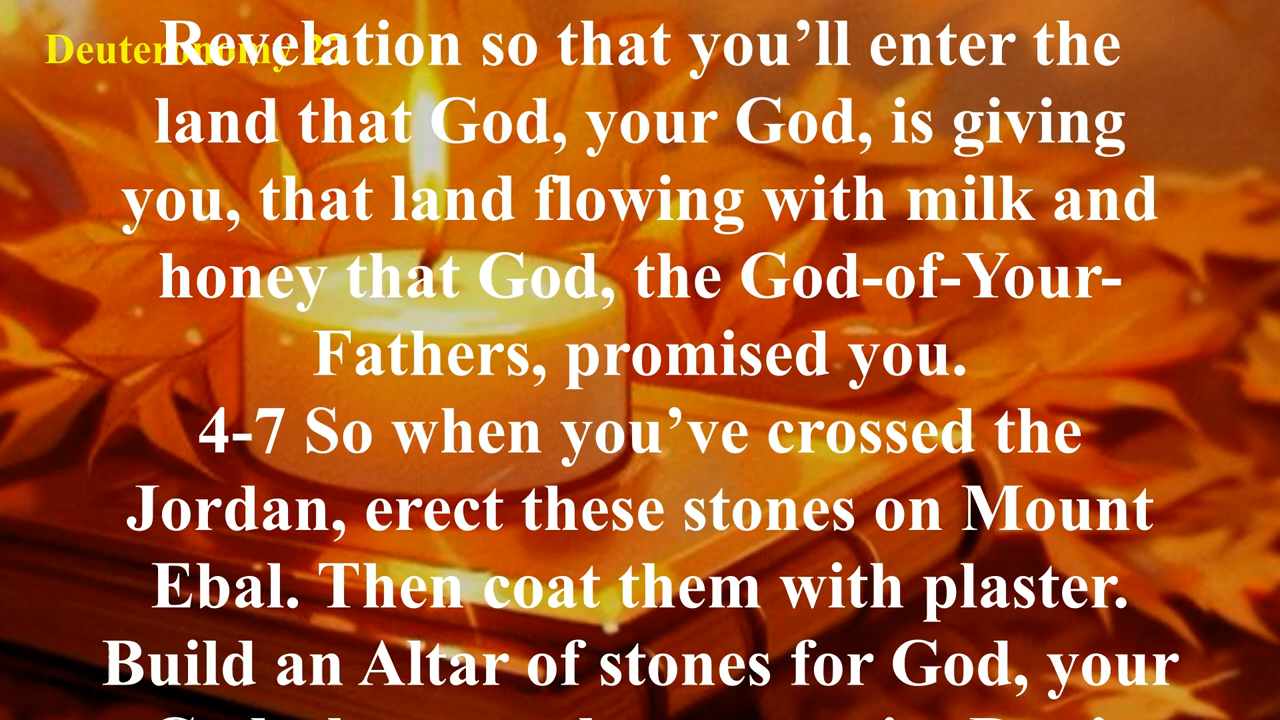 Deuteronomy
Revelation so that you’ll enter the
land that God, your God, is giving
you, that land flowing with milk and
honey that God, the God-of-Your-
Fathers, promised you.
4-7 So when you’ve crossed the
Jordan, erect these stones on Mount
Ebal. Then coat them with plaster.
Build an Altar of stones for God, your